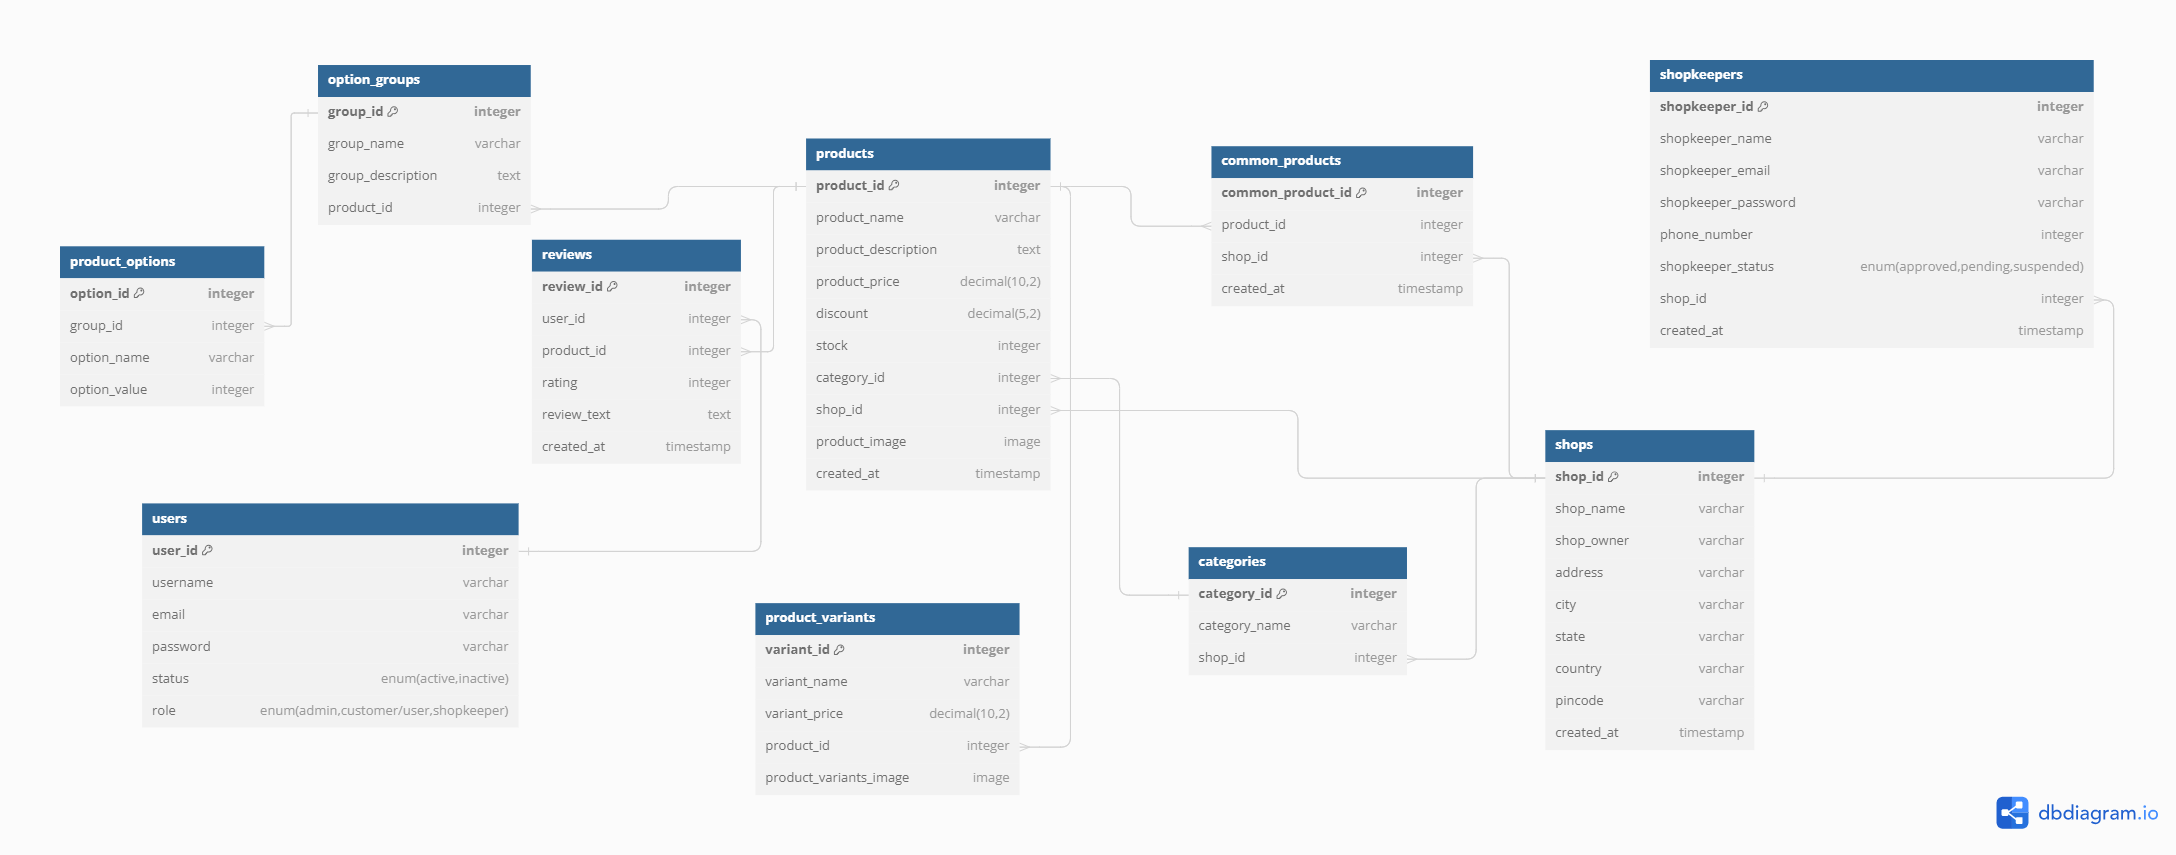 option_groups
group_id integer
group_name varchar
group_description text
product_id integer
product_options
option_id integer
group_id integer
option_name varchar
option_value integer
reviews
review_id integer
user_id integer
product_id integer
rating integer
review_text text
created_at timestamp
users
user_id integer
username varchar
email varchar
password varchar
status enum(active,inactive)
role enum(admin,customer/user,shopkeeper)
products
product_id integer
product_name varchar
product_description text
product_price decimal(10,2)
discount decimal(5,2)
stock integer
category_id integer
shop_id integer
product_image image
created_at timestamp
product_variants
variant_id integer
variant_name varchar
variant_price decimal(10,2)
product_id integer
product_variants_image image
common_products
common_product_id integer
product_id integer
shop_id integer
created_at timestamp
categories
category_id integer
category_name varchar
shop_id integer
shopkeepers
shopkeeper_id integer
shopkeeper_name varchar
shopkeeper_email varchar
shopkeeper_password varchar
phone_number integer
shopkeeper_status enum(approved,pending,suspended)
shop_id integer
created_at timestamp
shops
shop_id integer
shop_name varchar
shop_owner varchar
address varchar
city varchar
state varchar
country varchar
pincode varchar
created_at timestamp
dbdiagram.io